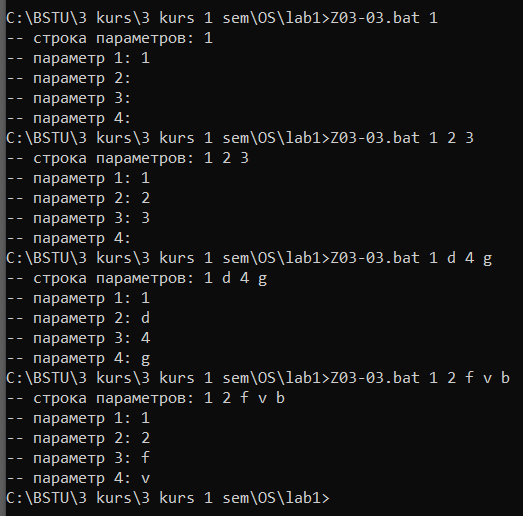 C:\BSTU\3 kurs\3 kurs 1 sem\OS\lab1>Z03-03.bat 1
-- строка параметров: 1
-- параметр 1: 1
-- параметр 2:
-- параметр 3:
-- параметр 4:
C:\BSTU\3 kurs\3 kurs 1 sem\OS\lab1>Z03-03.bat 1 2 3
-- строка параметров: 1 2 3
-- параметр 1: 1
-- параметр 2: 2
-- параметр 3: 3
-- параметр 4:
C:\BSTU\3 kurs\3 kurs 1 sem\OS\lab1>Z03-03.bat 1 d 4 g
-- строка параметров: 1 d 4 g
-- параметр 1: 1
-- параметр 2: d
-- параметр 3: 4
-- параметр 4: g
C:\BSTU\3 kurs\3 kurs 1 sem\OS\lab1>Z03-03.bat 1 2 f v b
-- строка параметров: 1 2 f v b
-- параметр 1: 1
-- параметр 2: 2
-- параметр 3: f
-- параметр 4: v
C:\BSTU\3 kurs\3 kurs 1 sem\OS\lab1>